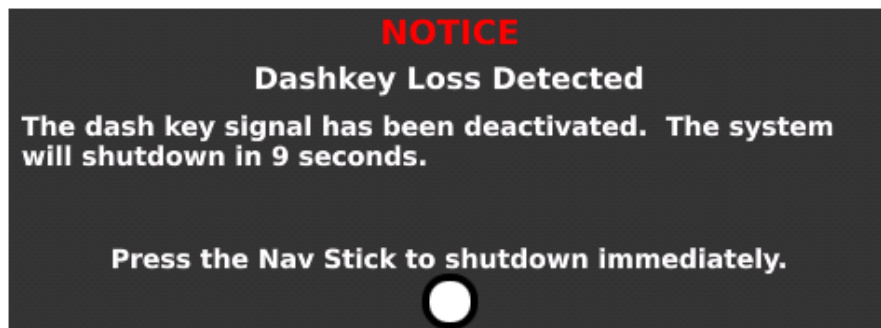 NOTICE
Dashkey Loss Detected
The dash key signal has been deactivated.  The system
will shutdown in 9 seconds.
Press the Nav Stick to shutdown immediately.